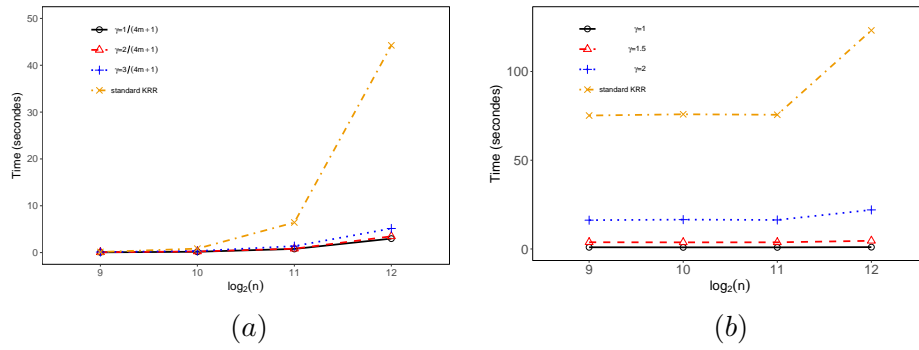 50
40
30
20
10
0
Time (secondes)
γ=1/(4m+1)
γ=2/(4m+1)
γ=3/(4m+1)
standard KRR
9 10 11 12
log₂(n)
(a)
100
50
0
Time (secondes)
γ=1
γ=1.5
γ=2
standard KRR
9 10 11 12
log₂(n)
(b)